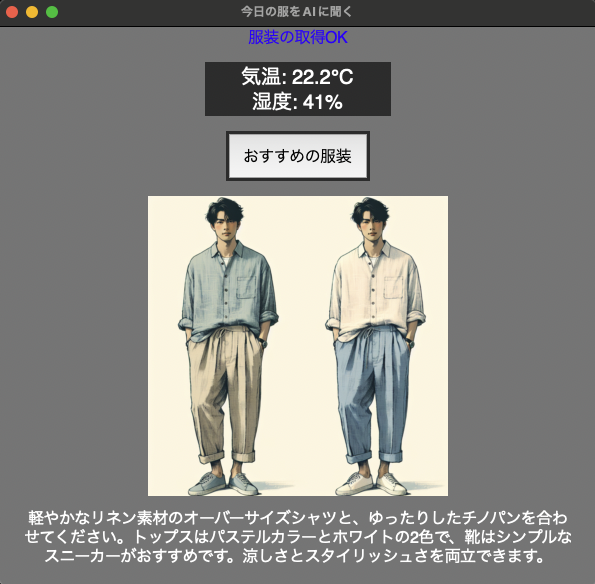 今日の服をAIに聞く
服装の取得OK
気温: 22.2°C
湿度: 41%
おすすめの服装
軽やかなリネン素材のオーバーサイズシャツと、ゆったりしたチノパンを合わ
せてください。トップスはパステルカラーとホワイトの2色で、靴はシンプルな
スニーカーがおすすめです。涼しさとスタイリッシュさを両立できます。